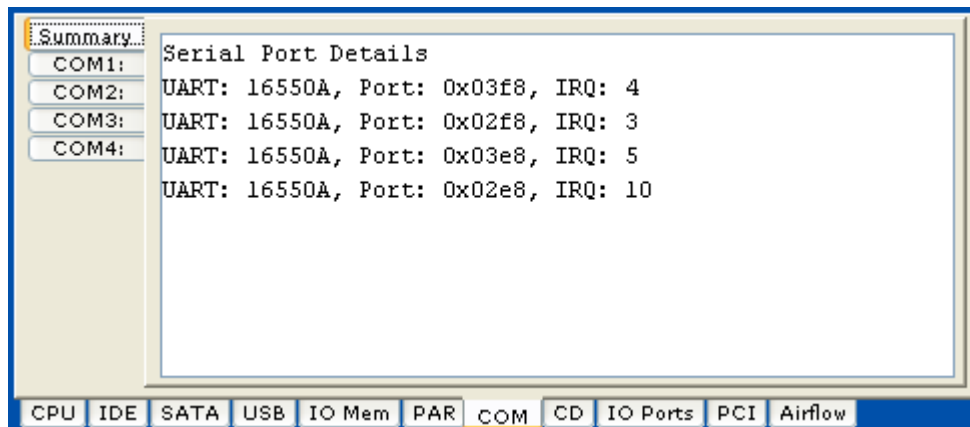 Summary
COM1:
COM2:
COM3:
COM4:
Serial Port Details
UART: 16550A, Port: 0x03f8, IRQ: 4
UART: 16550A, Port: 0x02f8, IRQ: 3
UART: 16550A, Port: 0x03e8, IRQ: 5
UART: 16550A, Port: 0x02e8, IRQ: 10
CPU IDE SATA USB IO Mem PAR COM CD IO Ports PCI Airflow